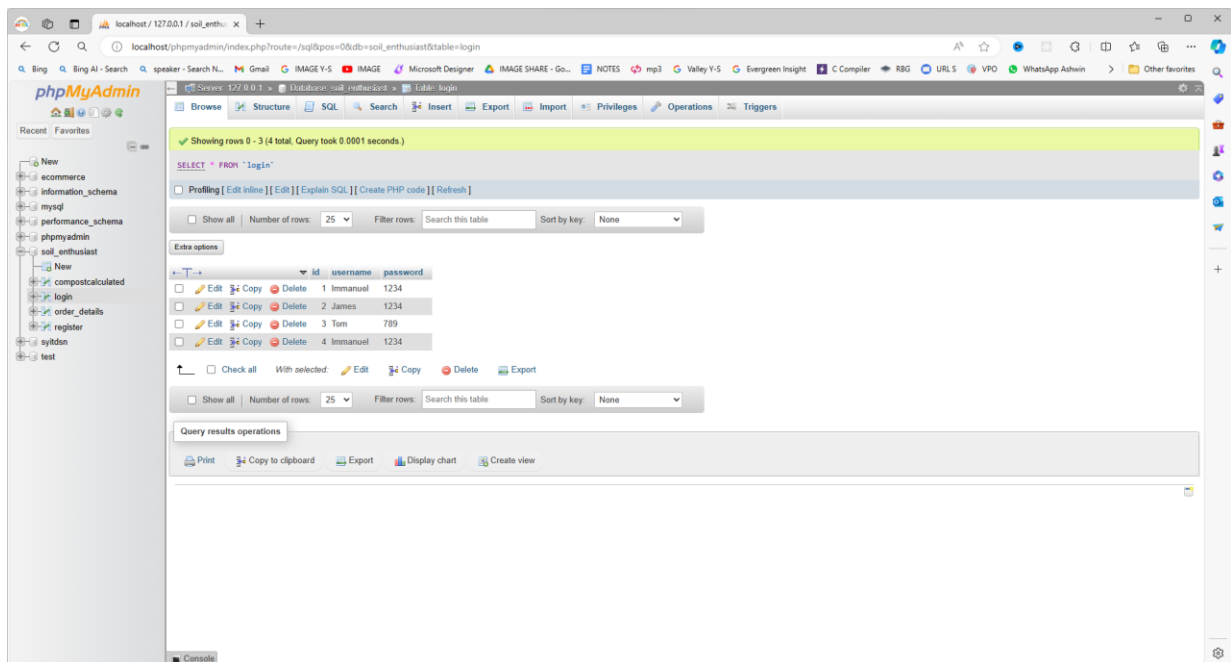 localhost / 127.0.0.1 / soil_enthu
localhost/phpmyadmin/index.php?route=/sql&pos=0&db=soil_enthusiast&table=login
Bing Bing AI - Search speaker - Search N... Gmail IMAGE Y-S IMAGE Microsoft Designer IMAGE SHARE - Go... NOTES mp3 Valley Y-S Evergreen Insight C Compiler RBG URL S VPO WhatsApp Ashwin Other favorites
phpMyAdmin
Recent Favorites
New
ecommerce
information_schema
mysql
performance_schema
phpmyadmin
soil_enthusiast
New
compostcalculated
login
order_details
register
syitdsn
test
Server: 127.0.0.1 » Database: soil_enthusiast » Table: login
Browse Structure SQL Search Insert Export Import Privileges Operations Triggers
Showing rows 0 - 3 (4 total, Query took 0.0001 seconds.)
SELECT * FROM `login`
Profiling [ Edit inline ] [ Edit ] [ Explain SQL ] [ Create PHP code ] [ Refresh ]
Show all | Number of rows: 25 Filter rows: Search this table Sort by key: None
Extra options
id username password
Edit Copy Delete 1 Immanuel 1234
Edit Copy Delete 2 James 1234
Edit Copy Delete 3 Tom 789
Edit Copy Delete 4 Immanuel 1234
Check all With selected: Edit Copy Delete Export
Show all | Number of rows: 25 Filter rows: Search this table Sort by key: None
Query results operations
Print Copy to clipboard Export Display chart Create view
Console